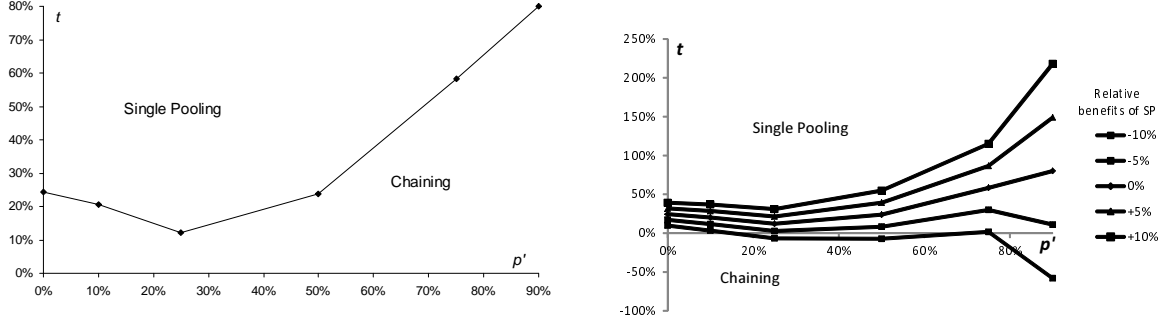 80%
t
70%
60%
50%
Single Pooling
40%
30%
Chaining
20%
10%
p'
0%
0% 10% 20% 30% 40% 50% 60% 70% 80% 90%
250%
t
200%
150%
Single Pooling
100%
50%
0%
0% 20% 40% 60% 80% p'
-50%
Chaining
-100%
Relative
benefits of SP
-10%
-5%
0%
+5%
+10%